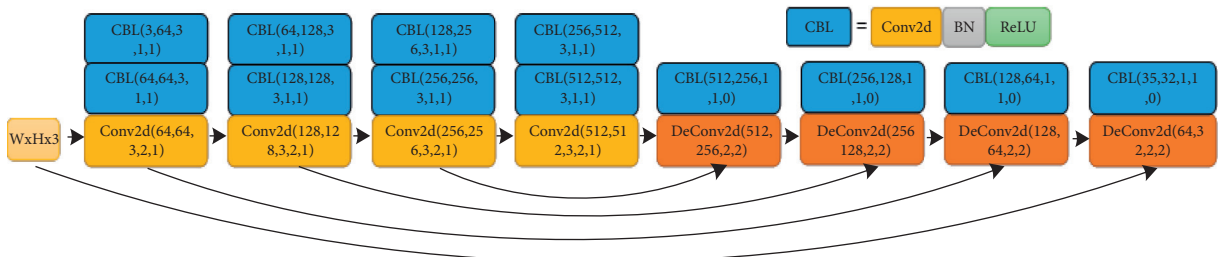 CBL(3,64,3
,1,1)
CBL(64,64,3,
1,1)
Conv2d(64,64,
3,2,1)
CBL(64,128,3
,1,1)
CBL(128,128,
3,1,1)
Conv2d(128,12
8,3,2,1)
CBL(128,25
6,3,1,1)
CBL(256,256,
3,1,1)
Conv2d(256,25
6,3,2,1)
CBL(256,512,
3,1,1)
CBL(512,512,
3,1,1)
Conv2d(512,51
2,3,2,1)
CBL = Conv2d BN ReLU
WxHx3
CBL(512,256,1
,1,0)
DeConv2d(512,
256,2,2)
CBL(256,128,1
,1,0)
DeConv2d(256
128,2,2)
CBL(128,64,1,
1,0)
DeConv2d(128,
64,2,2)
CBL(35,32,1,1
,0)
DeConv2d(64,3
2,2,2)